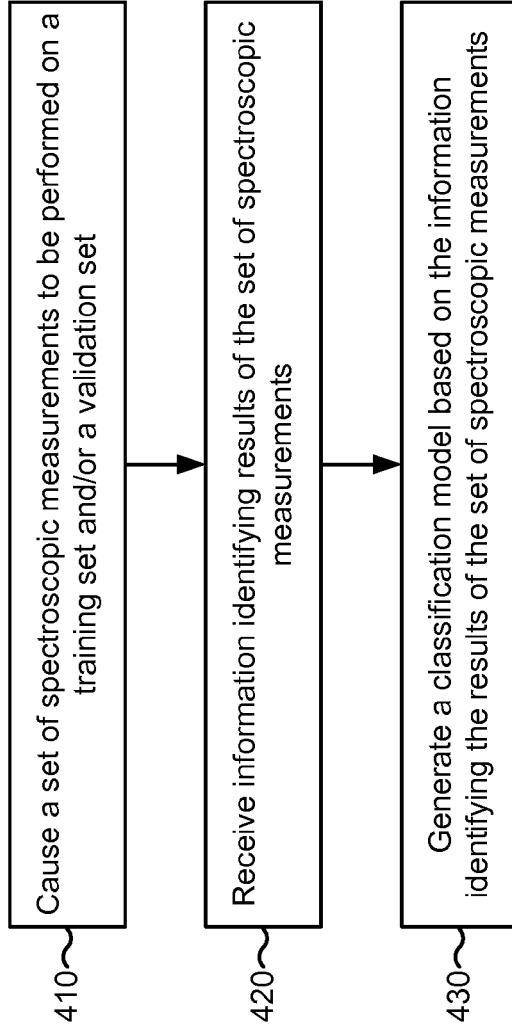 410
Cause a set of spectroscopic measurements to be performed on a
training set and/or a validation set
420
Receive information identifying results of the set of spectroscopic
measurements
430
Generate a classification model based on the information
identifying the results of the set of spectroscopic measurements